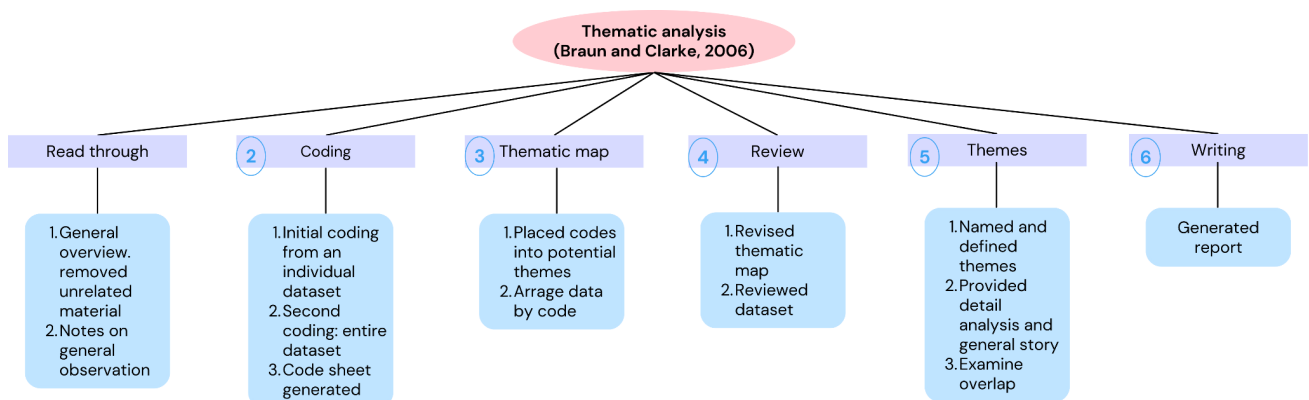 Thematic analysis
(Braun and Clarke, 2006)
Read through
1.General
overview.
removed
unrelated
material
2.Notes on
general
observation
2
Coding
1.Initial coding
from an
individual
dataset
2.Second
coding: entire
dataset
3.Code sheet
generated
3
Thematic map
1.Placed codes
into potential
themes
2.Arrage data
by code
4
Review
1.Revised
thematic
map
2.Reviewed
dataset
5
Themes
1.Named and
defined
themes
2.Provided
detail
analysis and
general story
3.Examine
overlap
6
Writing
Generated
report